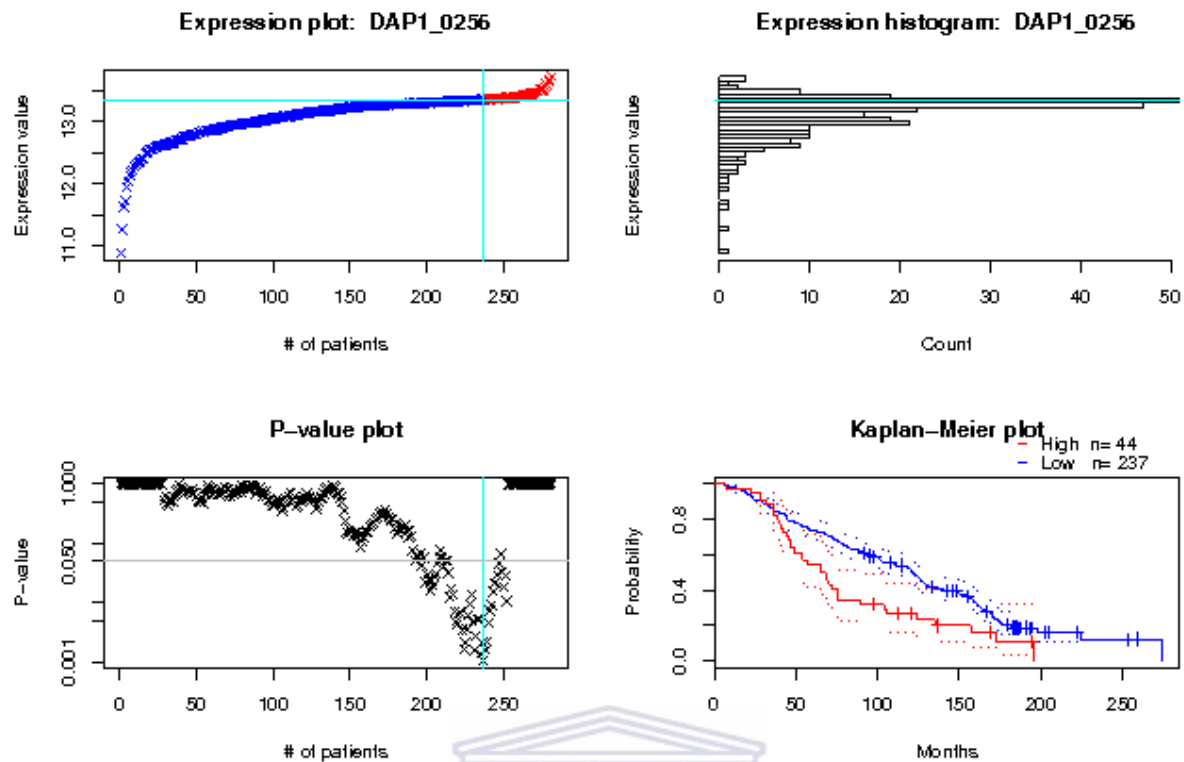 Expression plot: DAP1_0256
Expression value
11.0 12.0 13.0
0 50 100 150 200 250
# of patients
Expression histogram: DAP1_0256
Expression value
0 10 20 30 40 50
Count
P-value plot
P-value
0.001 0.050 1.000
0 50 100 150 200 250
# of patients
Kaplan-Meier plot
High n= 44
Low n= 237
Probability
0.0 0.4 0.8
0 50 100 150 200 250
Months